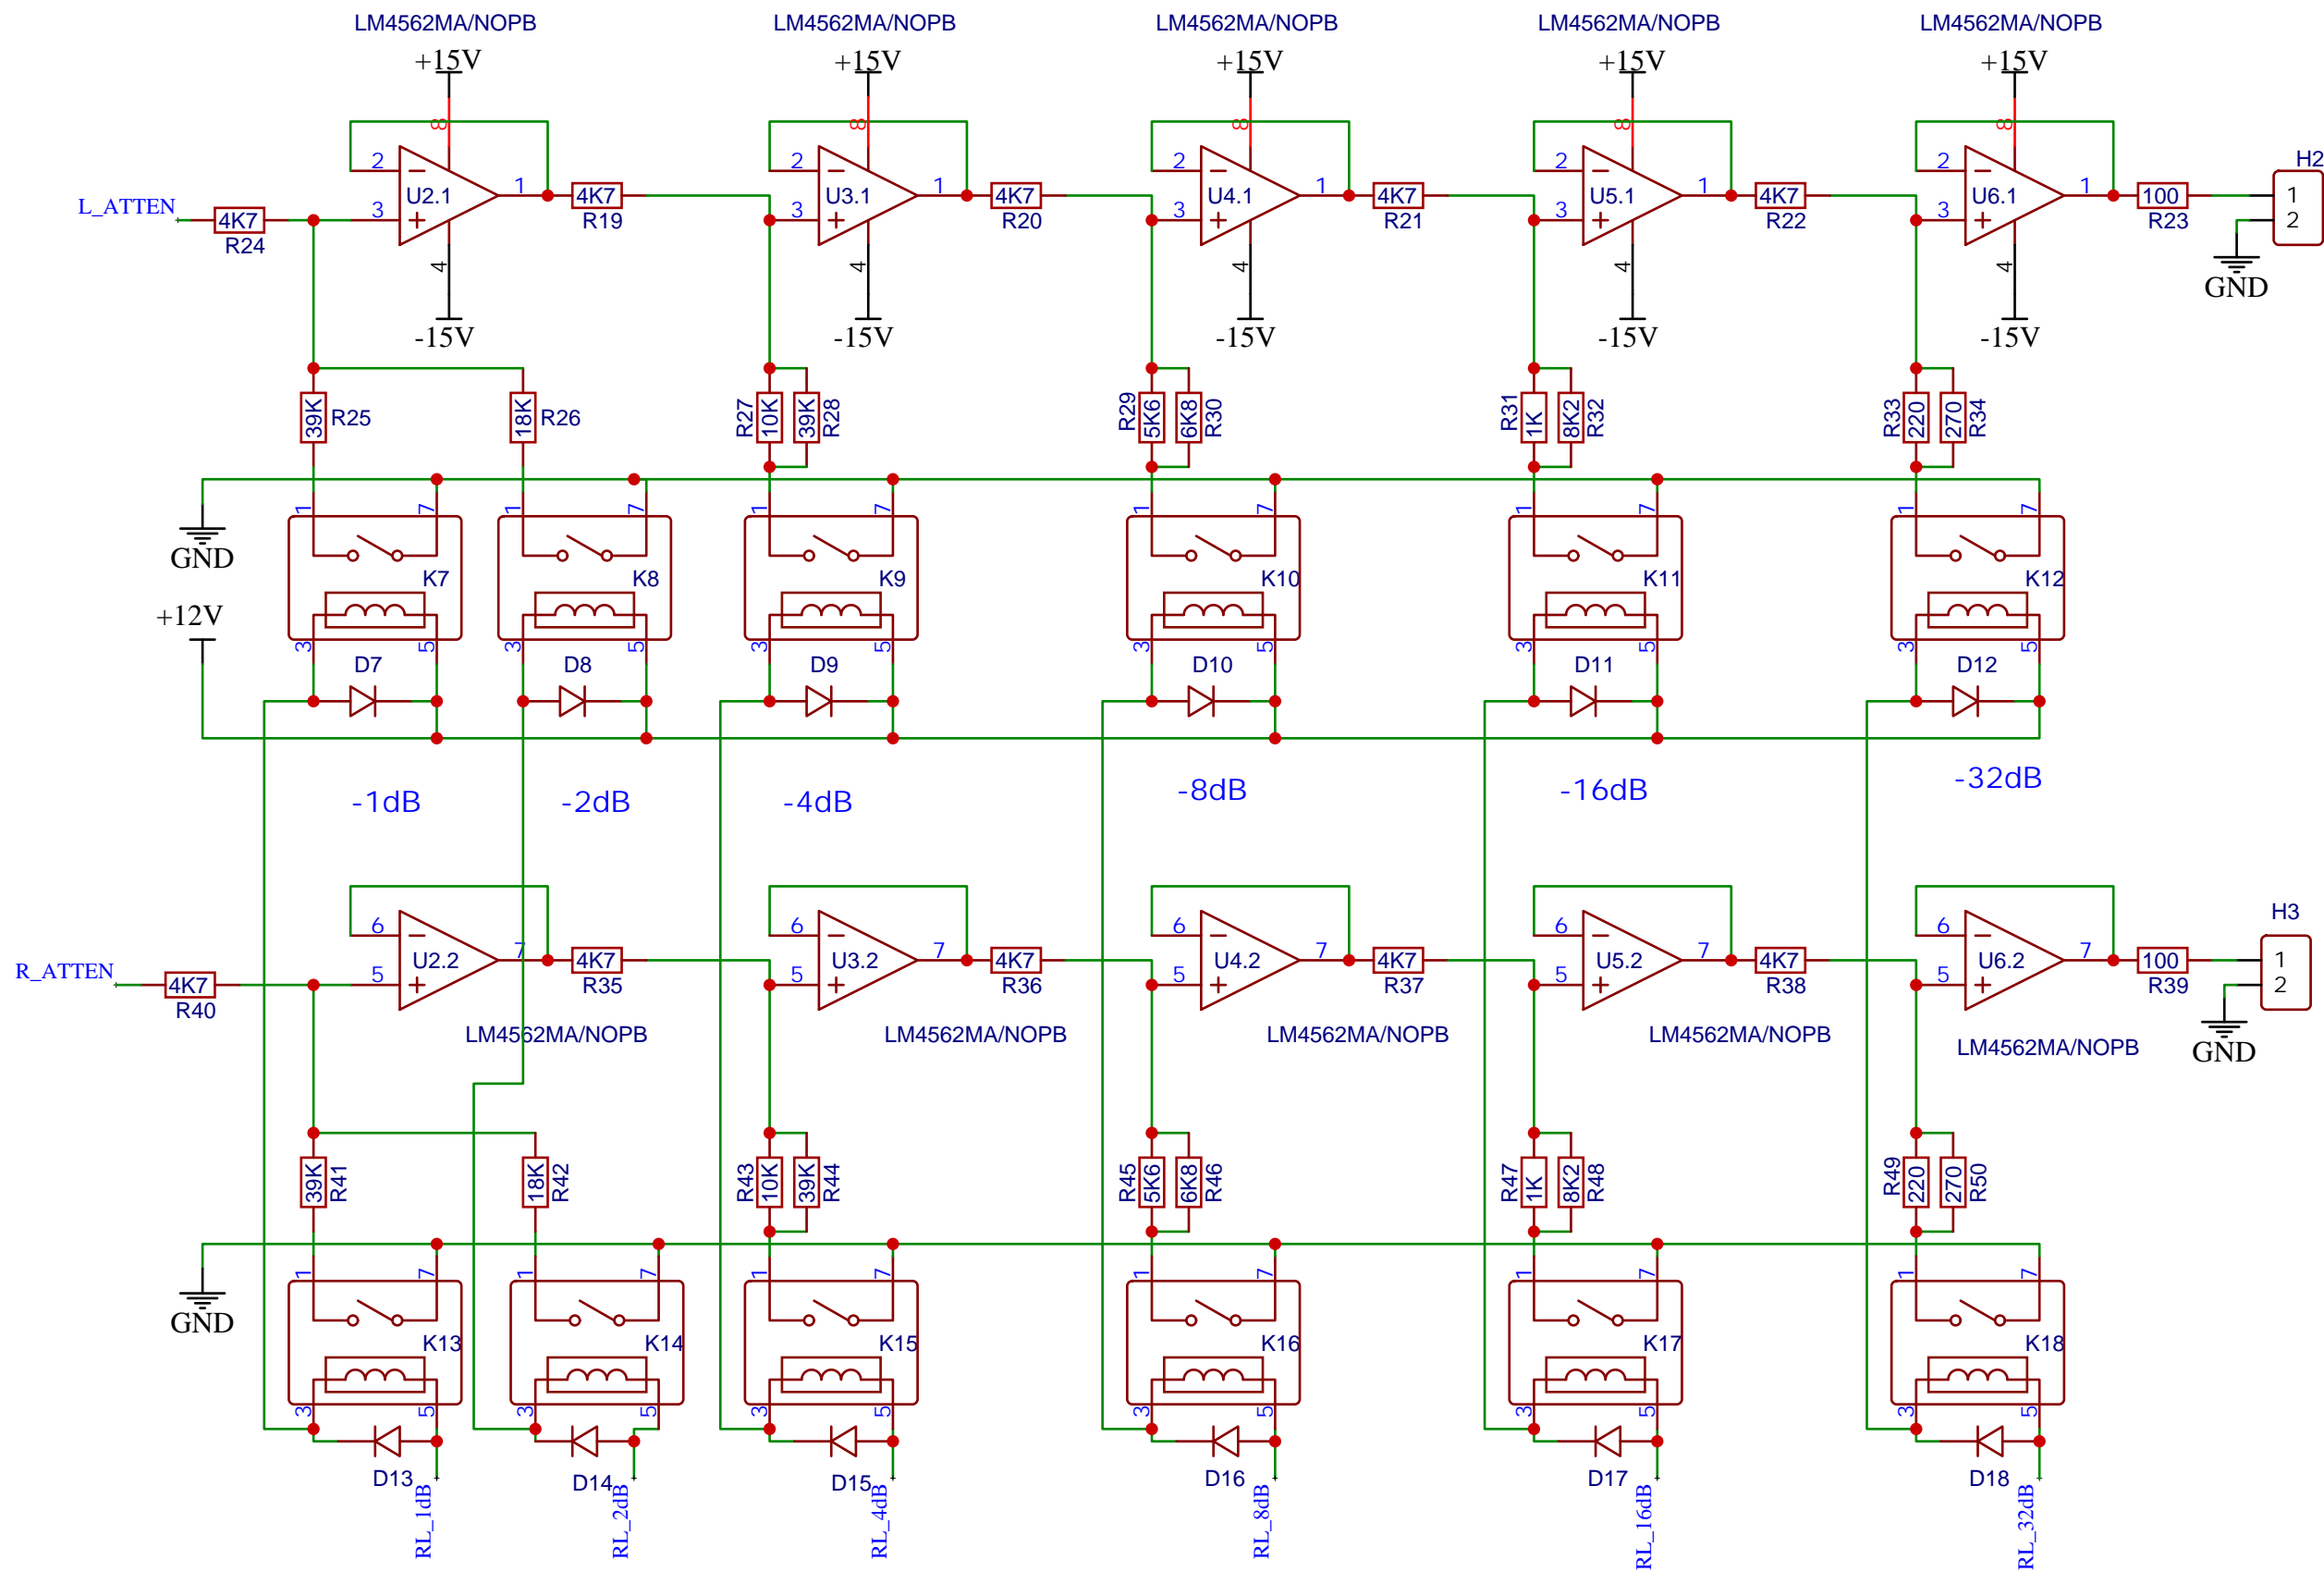 LM4562MA/NOPB LM4562MA/NOPB LM4562MA/NOPB LM4562MA/NOPB LM4562MA/NOPB
+15V +15V +15V +15V +15V
8 8 8 8 8
H2
2 2 2 2 2
L_ATTEN 4K7 3 U2.1 1 4K7 3 U3.1 1 4K7 3 U4.1 1 4K7 3 U5.1 1 4K7 3 U6.1 1 100 1
2
R24 R19 R20 R21 R22 R23
4 4 4 4 4
GND
-15V -15V -15V -15V -15V
39K R25 18K R26 R27 10K 39K R28 R29 5K6 6K8 R30 R31 1K 8K2 R32 R33 220 270 R34
1 7 1 7 1 7 1 7 1 7 1 7
GND
K7 K8 K9 K10 K11 K12
+12V
3 5 3 5 3 5 3 5 3 5 3 5
D7 D8 D9 D10 D11 D12
-1dB -2dB -4dB -8dB -16dB -32dB
H3
6 6 6 6 6
R_ATTEN 4K7 5 U2.2 7 4K7 5 U3.2 7 4K7 5 U4.2 7 4K7 5 U5.2 7 4K7 5 U6.2 7 100 1
2
R40 R35 R36 R37 R38 R39
LM4562MA/NOPB LM4562MA/NOPB LM4562MA/NOPB LM4562MA/NOPB LM4562MA/NOPB
GND
39K R41 18K R42 R43 10K 39K R44 R45 5K6 6K8 R46 R47 1K 8K2 R48 R49 220 270 R50
1 7 1 7 1 7 1 7 1 7 1 7
GND
K13 K14 K15 K16 K17 K18
3 5 3 5 3 5 3 5 3 5 3 5
D13 D14 D15 D16 D17 D18
RL_1dB RL_2dB RL_4dB RL_8dB RL_16dB RL_32dB